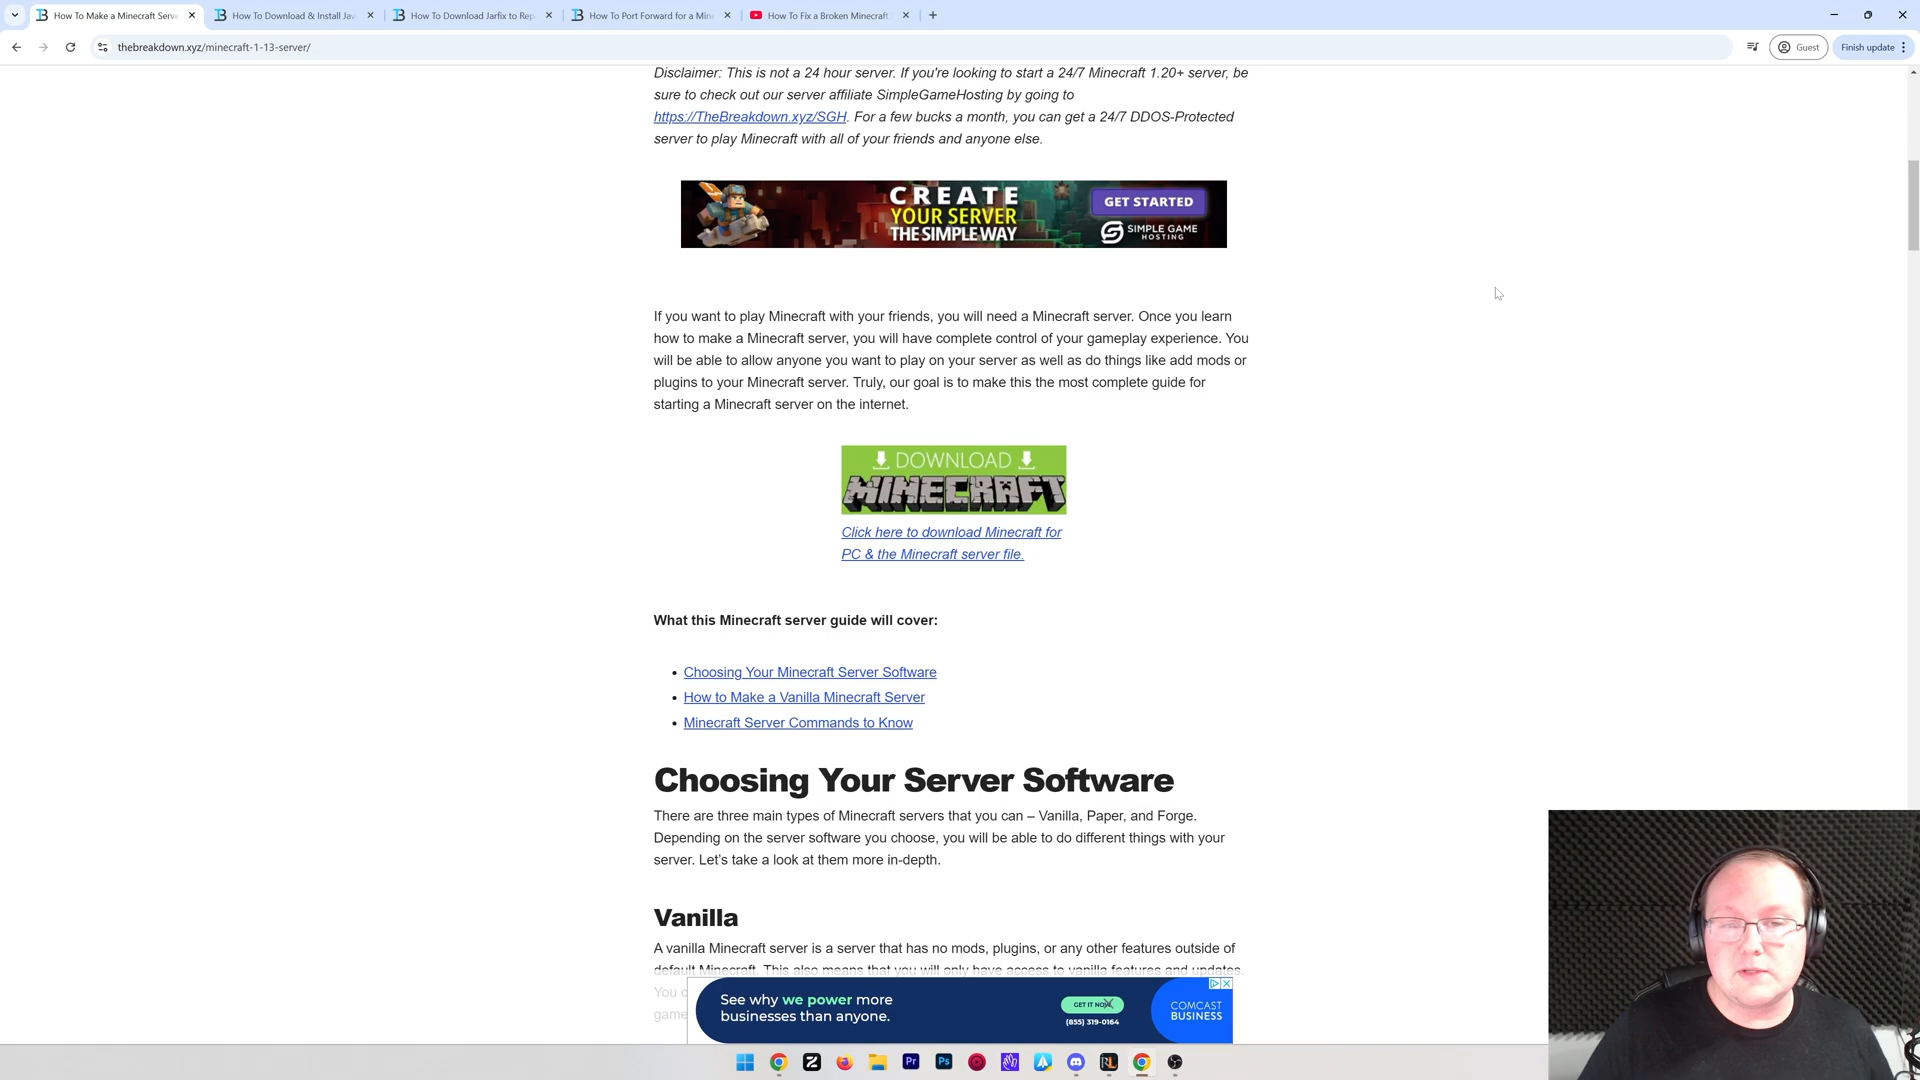 How To Make a Minecraft Serve
How To Download & Install Jav
How To Download Jarfix to Rep
How To Port Forward for a Min
How To Fix a Broken Minecraft
thebreakdown.xyz/minecraft-1-13-server/
Guest
Finish update
Disclaimer: This is not a 24 hour server. If you're looking to start a 24/7 Minecraft 1.20+ server, be
sure to check out our server affiliate SimpleGameHosting by going to
https://TheBreakdown.xyz/SGH. For a few bucks a month, you can get a 24/7 DDOS-Protected
server to play Minecraft with all of your friends and anyone else.
CREATE
YOUR SERVER
THE SIMPLE WAY
GET STARTED
SIMPLE GAME
HOSTING
If you want to play Minecraft with your friends, you will need a Minecraft server. Once you learn
how to make a Minecraft server, you will have complete control of your gameplay experience. You
will be able to allow anyone you want to play on your server as well as do things like add mods or
plugins to your Minecraft server. Truly, our goal is to make this the most complete guide for
starting a Minecraft server on the internet.
DOWNLOAD
MINECRAFT
Click here to download Minecraft for
PC & the Minecraft server file.
What this Minecraft server guide will cover:
• Choosing Your Minecraft Server Software
• How to Make a Vanilla Minecraft Server
• Minecraft Server Commands to Know
Choosing Your Server Software
There are three main types of Minecraft servers that you can – Vanilla, Paper, and Forge.
Depending on the server software you choose, you will be able to do different things with your
server. Let's take a look at them more in-depth.
Vanilla
A vanilla Minecraft server is a server that has no mods, plugins, or any other features outside of
default Minecraft. This also means that you will only have access to vanilla features and updates.
You
game
See why we power more
businesses than anyone.
GET IT NOW
(855) 319-0164
COMCAST
BUSINESS
Pr
Ps